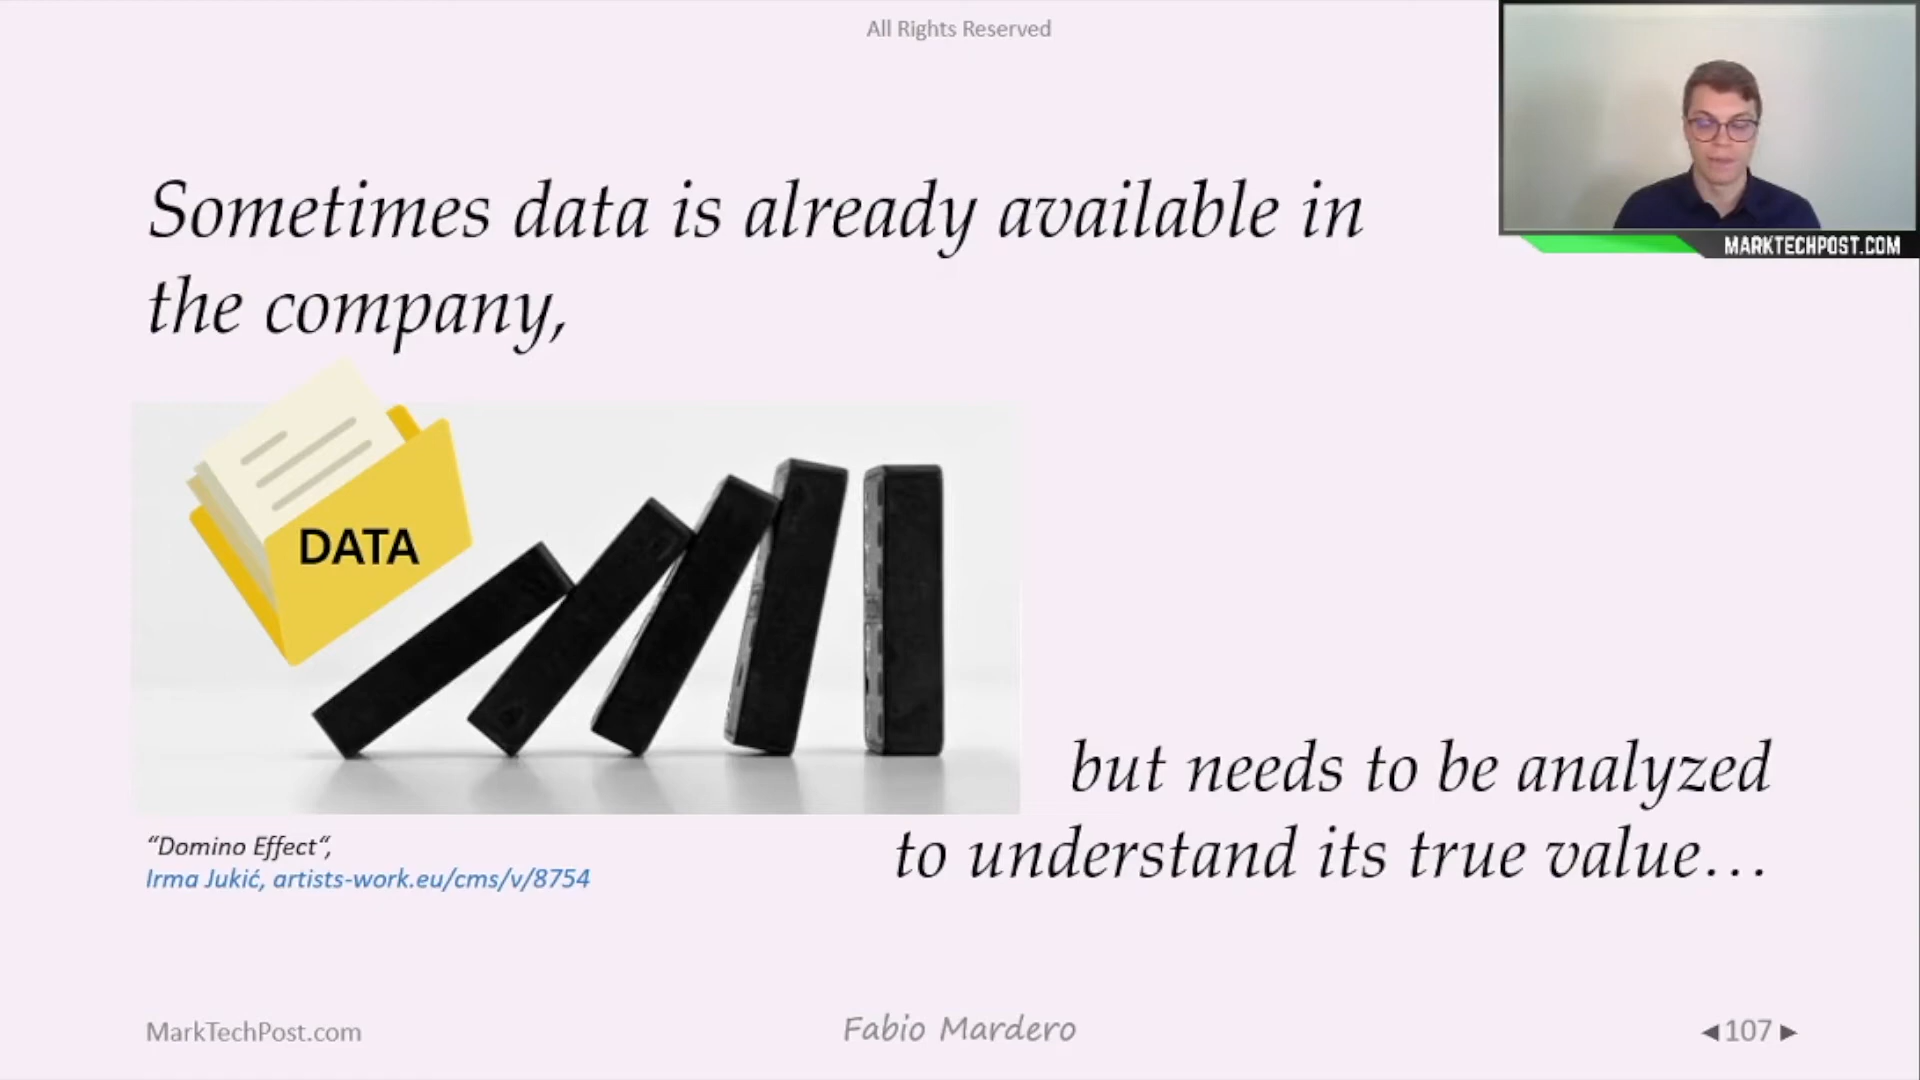 All Rights Reserved
MARKTECHPOST.COM
Sometimes data is already available in
the company,
DATA
but needs to be analyzed
to understand its true value...
“Domino Effect“,
Irma Jukić, artists-work.eu/cms/v/8754
MarkTechPost.com
Fabio Mardero
◀107▶